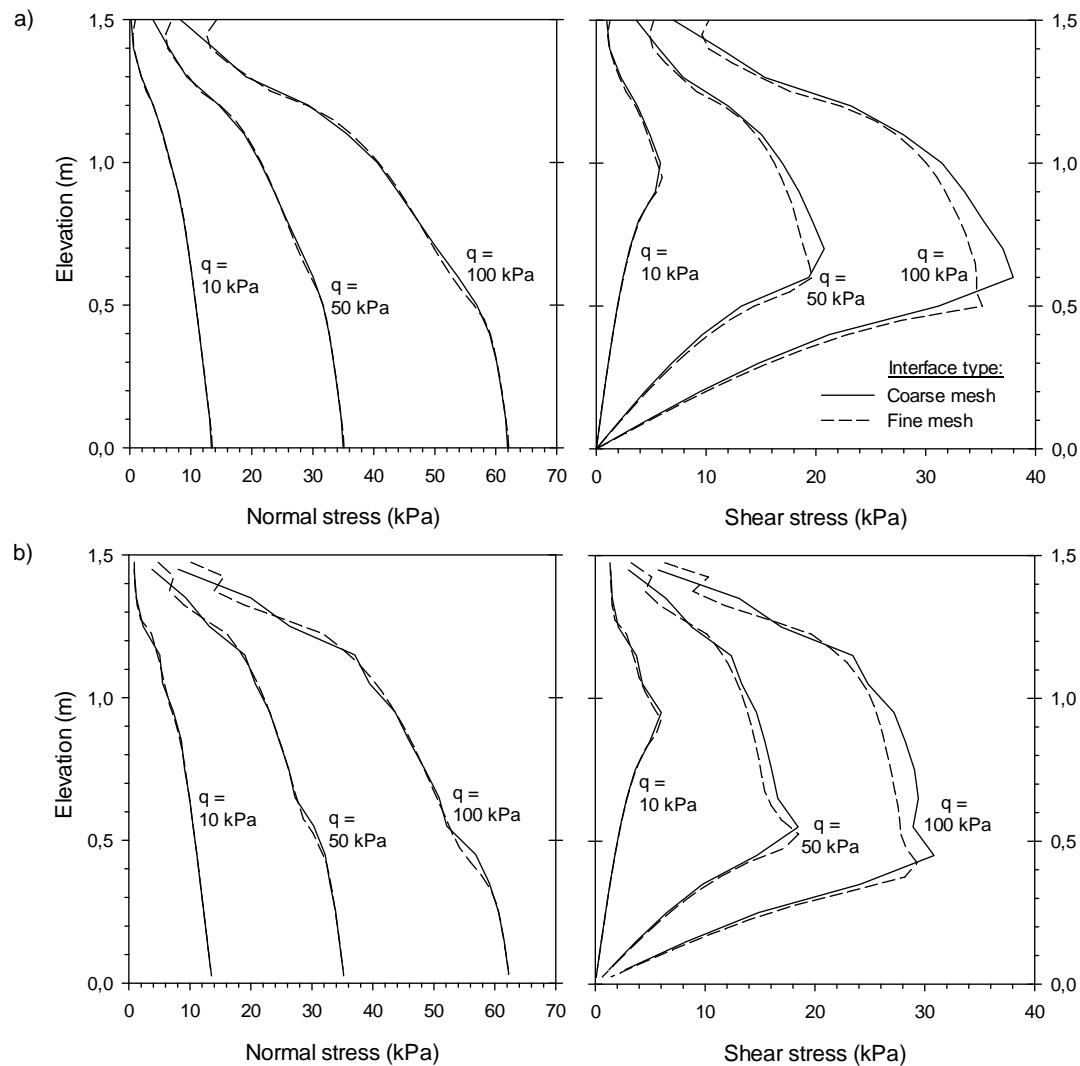 a)
1,5
1,0
0,5
0,0
Elevation (m)
q =
10 kPa
q =
50 kPa
q =
100 kPa
0 10 20 30 40 50 60 70
Normal stress (kPa)
q =
10 kPa
q =
50 kPa
q =
100 kPa
Interface type:
Coarse mesh
Fine mesh
1,5
1,0
0,5
0,0
0 10 20 30 40
Shear stress (kPa)
b)
1,5
1,0
0,5
0,0
Elevation (m)
q =
10 kPa
q =
50 kPa
q =
100 kPa
0 10 20 30 40 50 60 70
Normal stress (kPa)
q =
10 kPa
q =
50 kPa
q =
100 kPa
1,5
1,0
0,5
0,0
0 10 20 30 40
Shear stress (kPa)